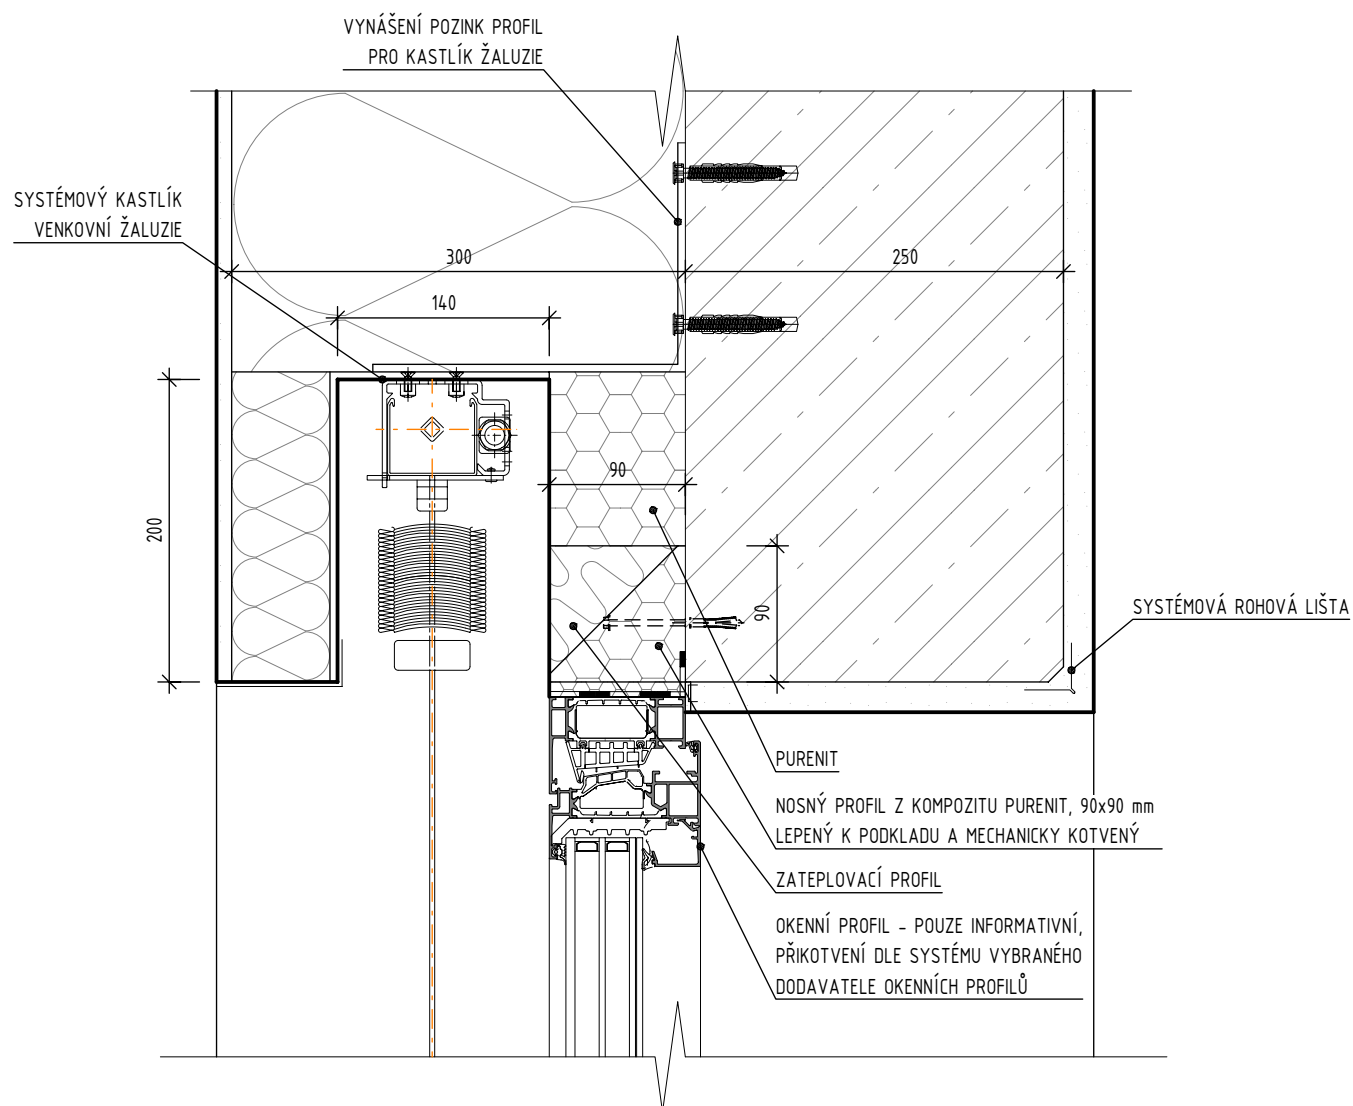 VYNÁŠENÍ POZINK PROFIL
PRO KASTLÍK ŽALUZIE
SYSTÉMOVÝ KASTLÍK
VENKOVNÍ ŽALUZIE
300
250
140
90
200
90
SYSTÉMOVÁ ROHOVÁ LIŠTA
PURENIT
NOSNÝ PROFIL Z KOMPOZITU PURENIT, 90x90 mm
LEPENÝ K PODKLADU A MECHANICKY KOTVENÝ
ZATEPLOVACÍ PROFIL
OKENNÍ PROFIL - POUZE INFORMATIVNÍ,
PŘIKOTVENÍ DLE SYSTÉMU VYBRANÉHO
DODAVATELE OKENNÍCH PROFILŮ